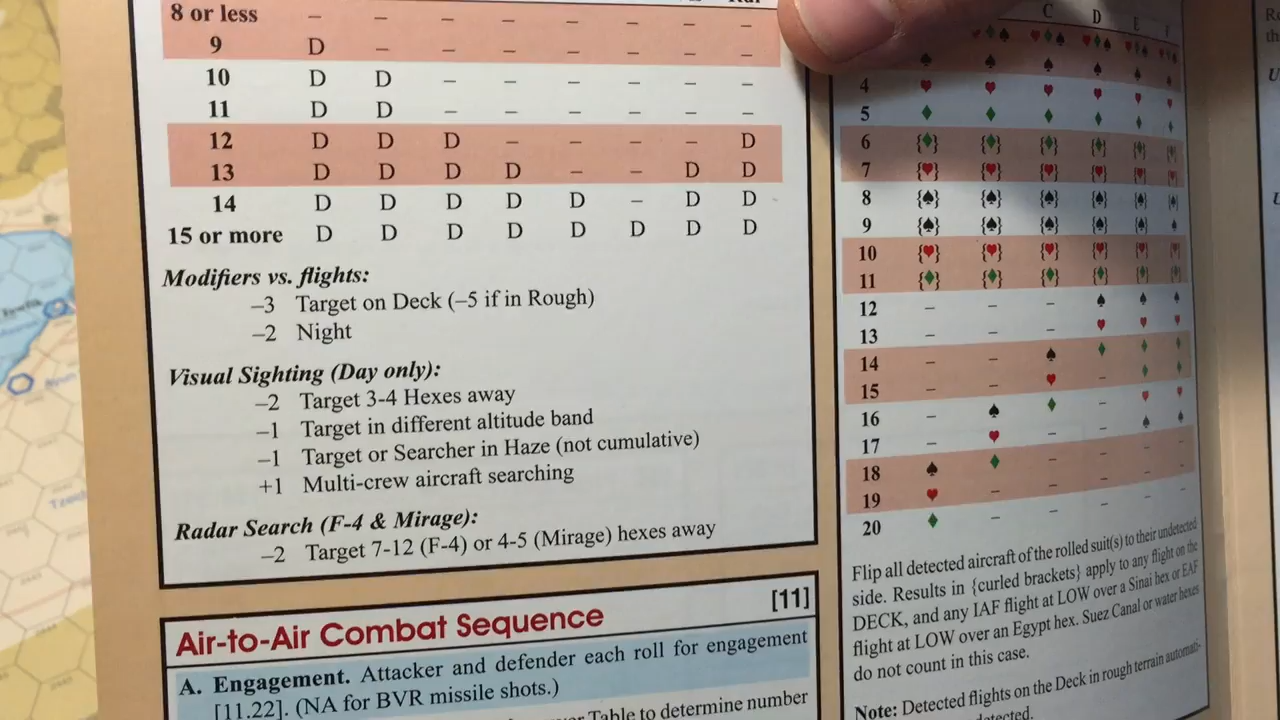 8 or less – – – – – – – –
9 D – – – – – – –
10 D D – – – – – –
11 D D – – – – – –
12 D D D – – – – D
13 D D D D – – D D
14 D D D D D – D D
15 or more D D D D D D D D
Modifiers vs. flights:
–3 Target on Deck (–5 if in Rough)
–2 Night
Visual Sighting (Day only):
–2 Target 3-4 Hexes away
–1 Target in different altitude band
–1 Target or Searcher in Haze (not cumulative)
+1 Multi-crew aircraft searching
Radar Search (F-4 & Mirage):
–2 Target 7-12 (F-4) or 4-5 (Mirage) hexes away
[11]
Air-to-Air Combat Sequence
A. Engagement. Attacker and defender each roll for engagement
[11.22]. (NA for BVR missile shots.)
Table to determine number
C D E F
♠ ♠ ♠ ♠ ♠ ♠
4 ♥ ♥ ♥ ♥ ♥ ♥
5 ♦ ♦ ♦ ♦ ♦ ♦
6 {♦} {♦} {♦} {♦} {♦} {♥}
7 {♥} {♥} {♥} {♥} {♥} {♥}
8 {♠} {♠} {♠} {♠} {♠} {♠}
9 {♠} {♠} {♠} {♠} {♠} ♠
10 {♥} {♥} {♥} {♥} {♥} {♥}
11 {♦} {♦} {♦} {♦} {♦} {♦}
12 – – – ♠ ♠ ♠
13 – – – ♥ ♥ ♥
14 – – ♠ ♦ ♦ ♦
15 – – ♥ – ♦ ♦
16 – ♠ ♦ – ♥ ♥
17 – ♥ – – ♠ ♠
18 ♠ ♦ – – – –
19 ♥ – – – – –
20 ♦ – – – – –
Flip all detected aircraft of the rolled suit(s) to their undetected
side. Results in {curled brackets} apply to any flight on the
DECK, and any IAF flight at LOW over a Sinai hex or EAF
flight at LOW over an Egypt hex. Suez Canal or water hexes
do not count in this case.
Note: Detected flights on the Deck in rough terrain automati-